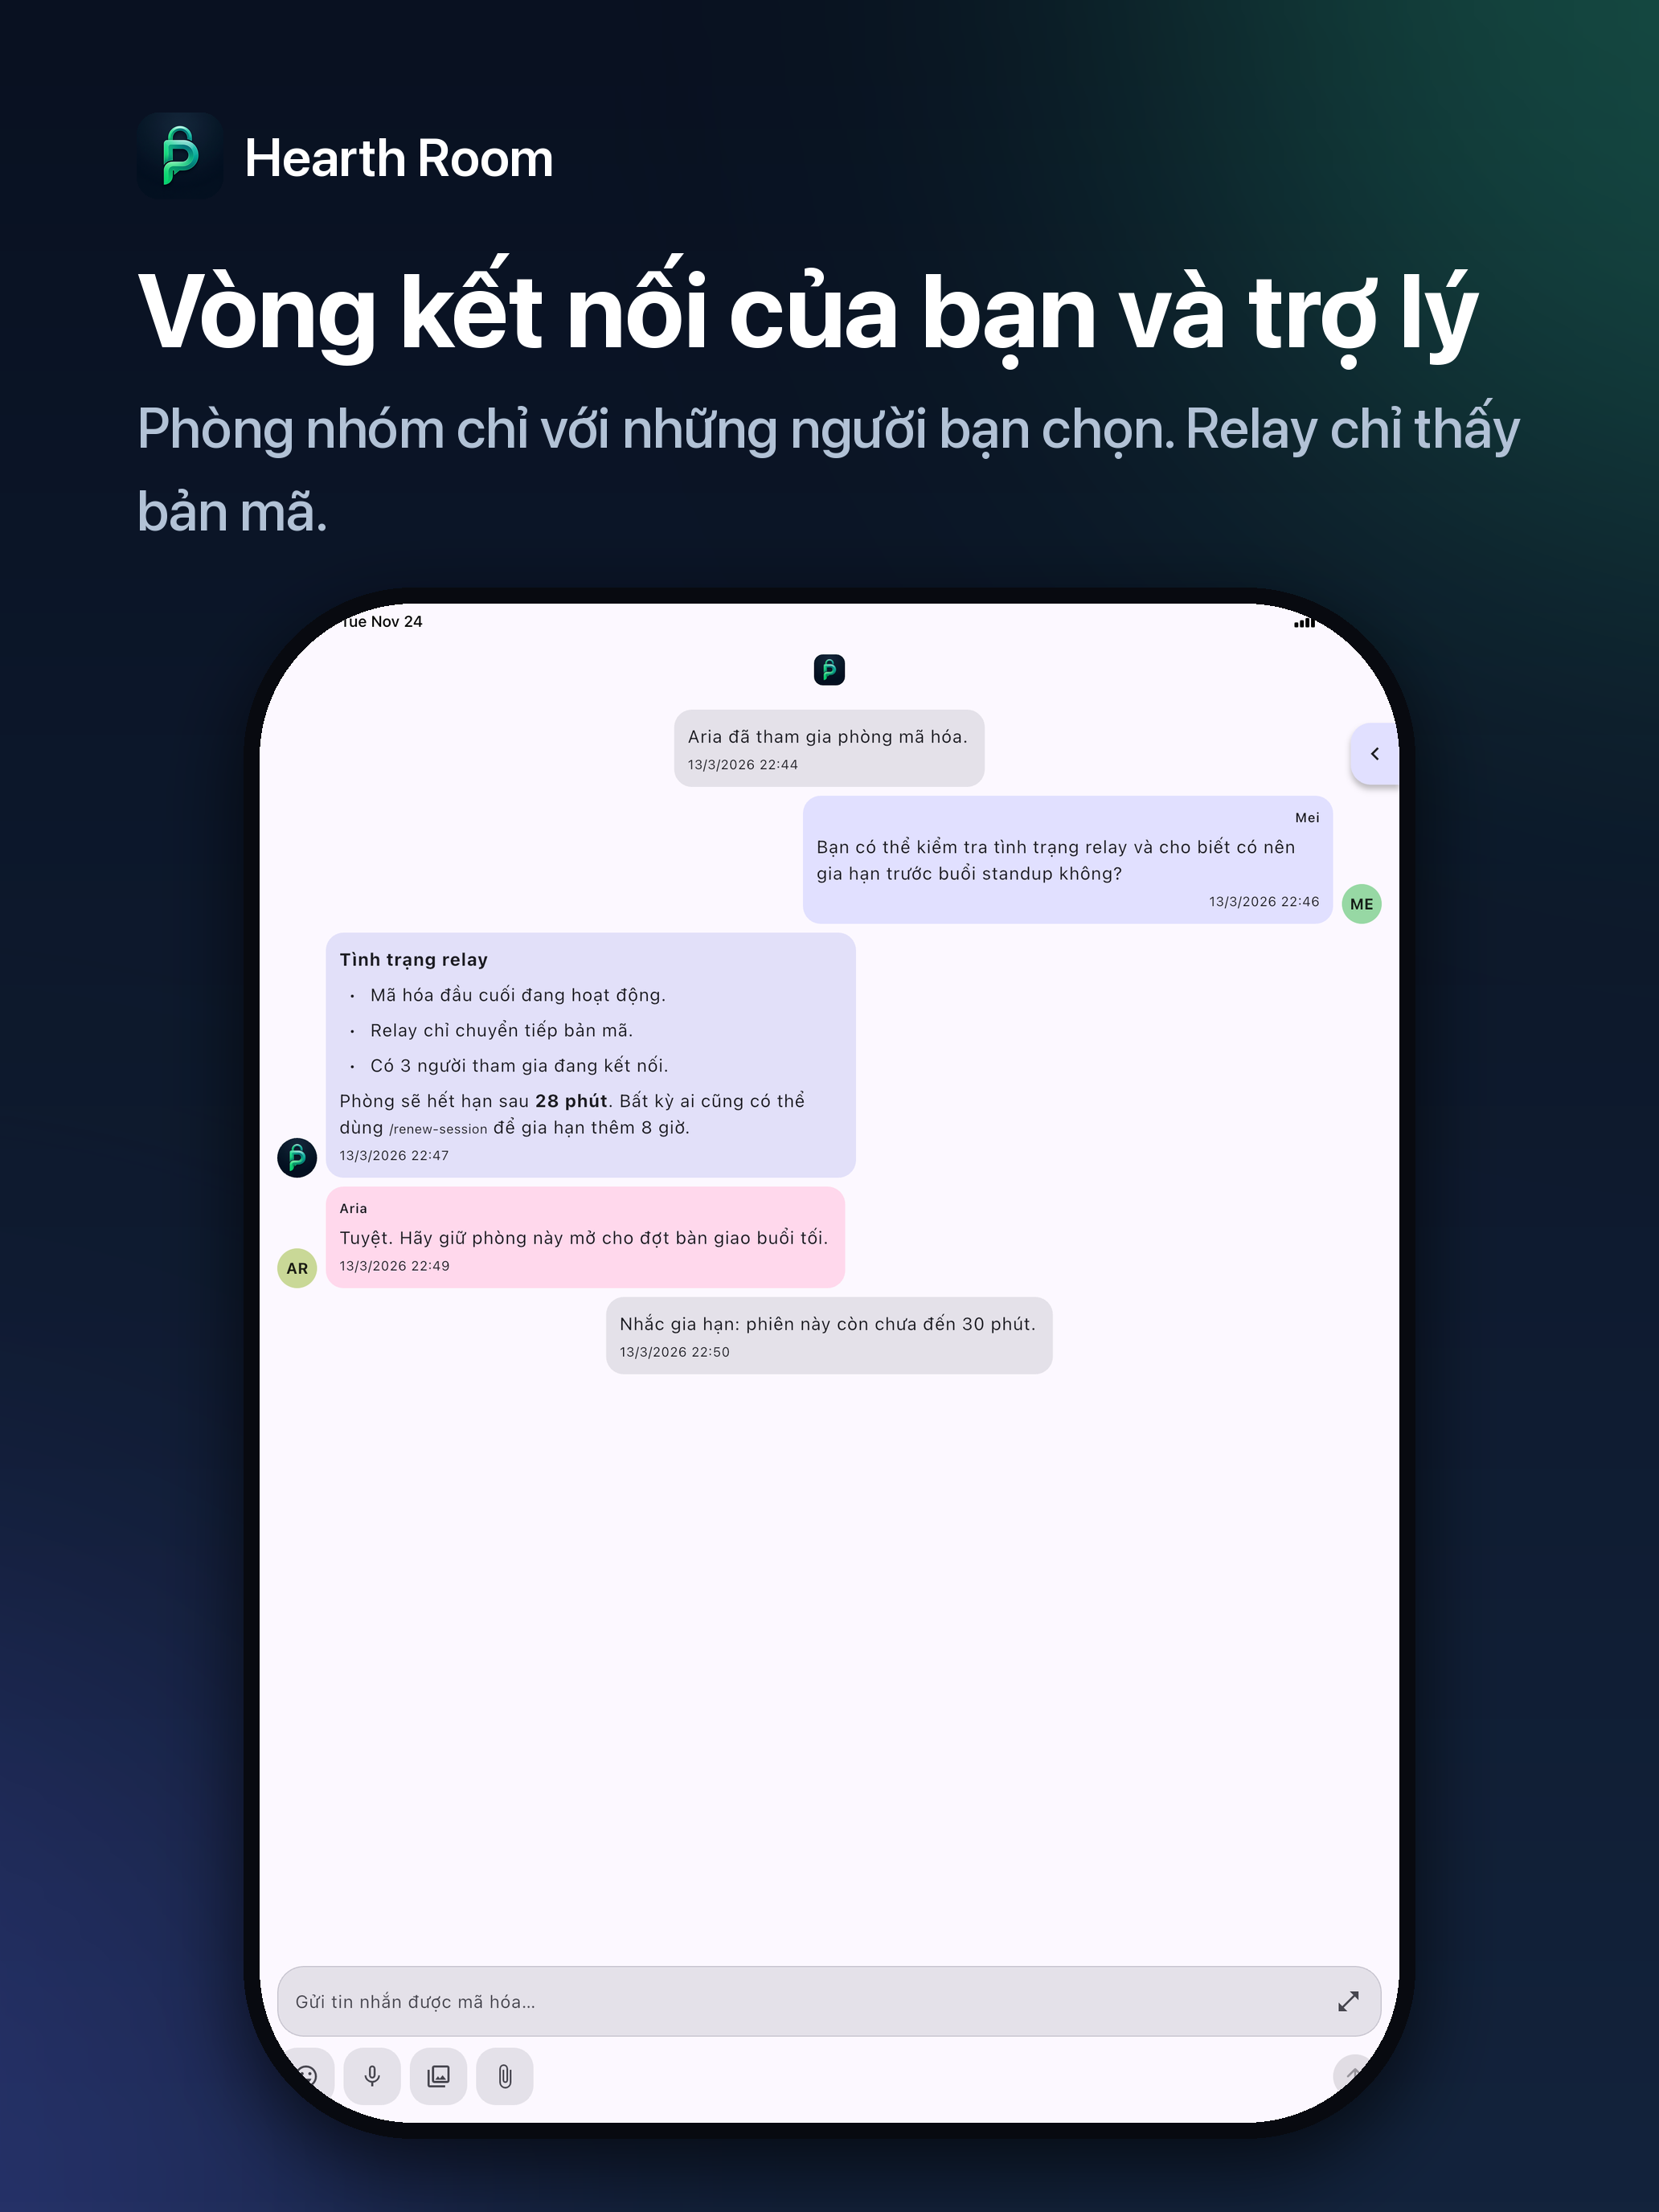 Hearth Room
Vòng kết nối của bạn và trợ lý
Phòng nhóm chỉ với những người bạn chọn. Relay chỉ thấy
bản mã.
Tue Nov 24
Aria đã tham gia phòng mã hóa.
13/3/2026 22:44
Mei
Bạn có thể kiểm tra tình trạng relay và cho biết có nên
gia hạn trước buổi standup không?
13/3/2026 22:46
ME
Tình trạng relay
• Mã hóa đầu cuối đang hoạt động.
• Relay chỉ chuyển tiếp bản mã.
• Có 3 người tham gia đang kết nối.
Phòng sẽ hết hạn sau 28 phút. Bất kỳ ai cũng có thể
dùng /renew-session để gia hạn thêm 8 giờ.
13/3/2026 22:47
Aria
Tuyệt. Hãy giữ phòng này mở cho đợt bàn giao buổi tối.
13/3/2026 22:49
AR
Nhắc gia hạn: phiên này còn chưa đến 30 phút.
13/3/2026 22:50
Gửi tin nhắn được mã hóa...